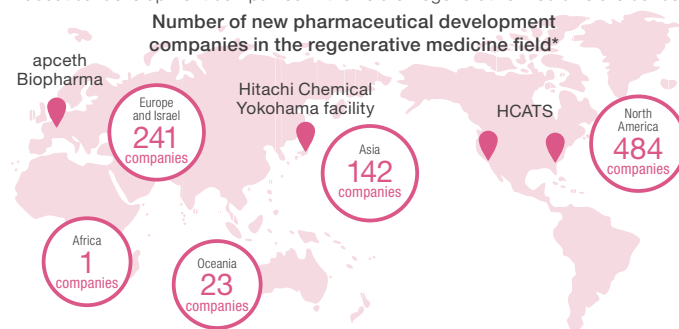 Number of new pharmaceutical development
companies in the regenerative medicine field*
apceth
Biopharma
Hitachi Chemical
Yokohama facility
HCATS
Europe
and Israel
241
companies
Asia
142
companies
North
America
484
companies
Africa
1
companies
Oceania
23
companies